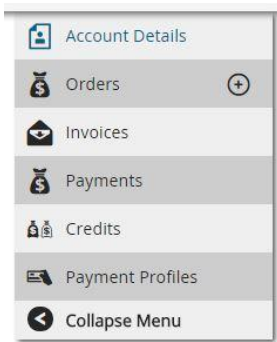 Account Details
Orders
Invoices
Payments
Credits
Payment Profiles
Collapse Menu